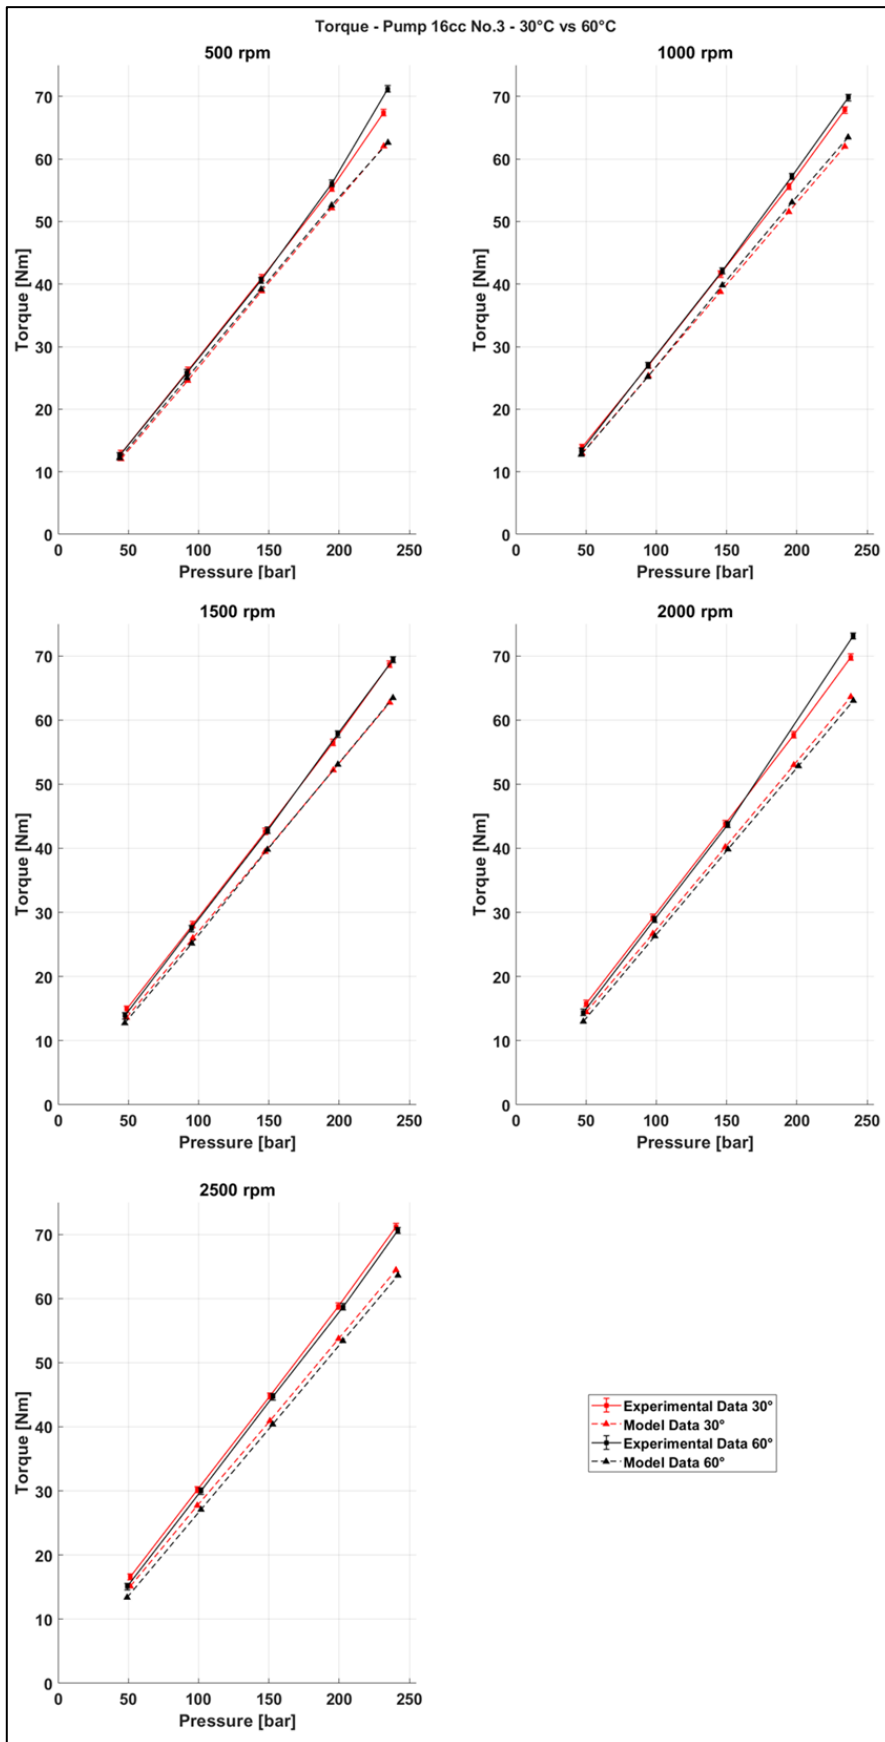 Torque - Pump 16cc No.3 - 30°C vs 60°C
500 rpm
Torque [Nm]
70
60
50
40
30
20
10
0
0 50 100 150 200 250
Pressure [bar]
1000 rpm
Torque [Nm]
70
60
50
40
30
20
10
0
0 50 100 150 200 250
Pressure [bar]
1500 rpm
Torque [Nm]
70
60
50
40
30
20
10
0
0 50 100 150 200 250
Pressure [bar]
2000 rpm
Torque [Nm]
70
60
50
40
30
20
10
0
0 50 100 150 200 250
Pressure [bar]
2500 rpm
Torque [Nm]
70
60
50
40
30
20
10
0
0 50 100 150 200 250
Pressure [bar]
Experimental Data 30°
Model Data 30°
Experimental Data 60°
Model Data 60°